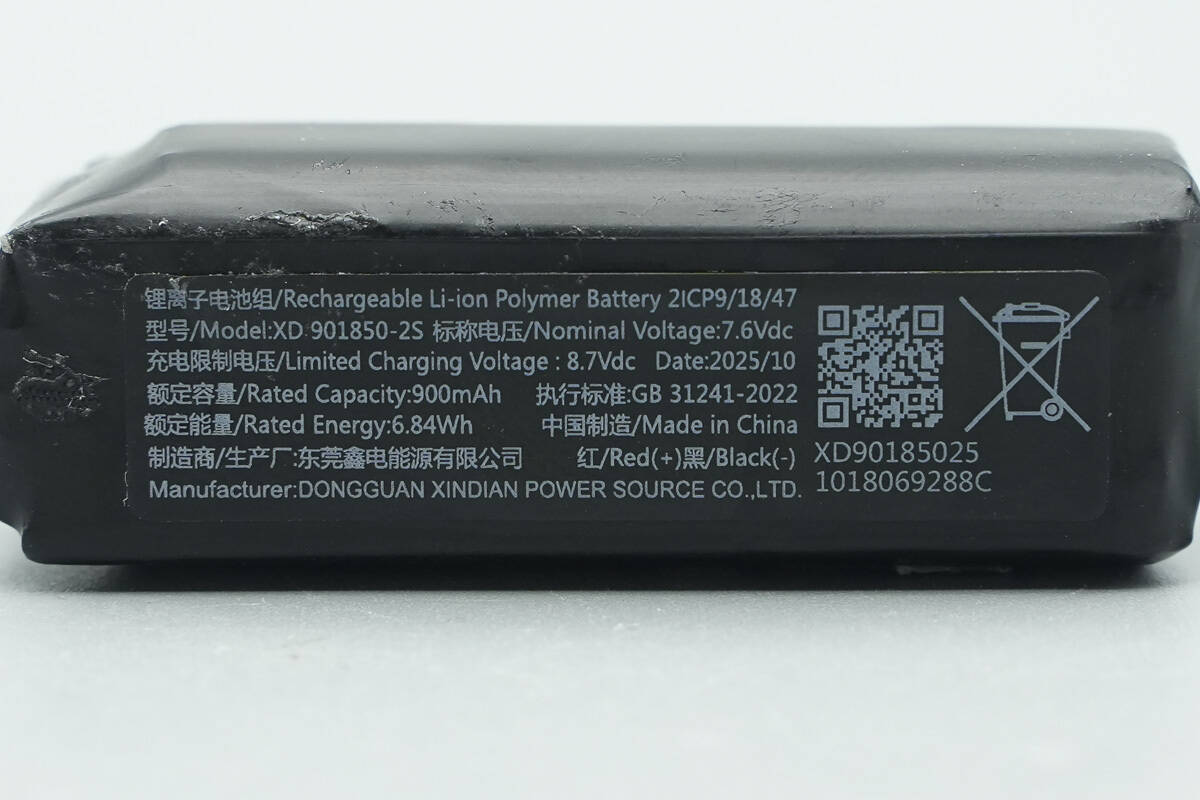 锂离子电池组/Rechargeable Li-ion Polymer Battery 2ICP9/18/47
型号/Model:XD 901850-2S 标称电压/Nominal Voltage:7.6Vdc
充电限制电压/Limited Charging Voltage : 8.7Vdc Date:2025/10
额定容量/Rated Capacity:900mAh 执行标准:GB 31241-2022
额定能量/Rated Energy:6.84Wh 中国制造/Made in China
制造商/生产厂:东莞鑫电能源有限公司 红/Red(+)黑/Black(-)
Manufacturer:DONGGUAN XINDIAN POWER SOURCE CO.,LTD.
XD90185025
1018069288C